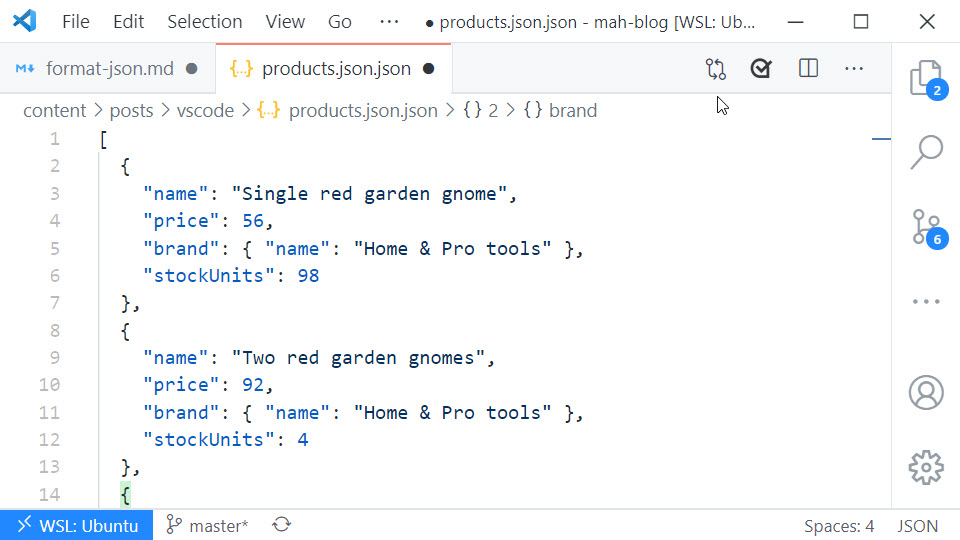 File Edit Selection View Go ··· ● products.json.json - mah-blog [WSL: Ub...
format-json.md ● {..} products.json.json ●
content > posts > vscode > {..} products.json.json > {} 2 > {} brand
1 [
2 {
3 "name": "Single red garden gnome",
4 "price": 56,
5 "brand": { "name": "Home & Pro tools" },
6 "stockUnits": 98
7 },
8 {
9 "name": "Two red garden gnomes",
10 "price": 92,
11 "brand": { "name": "Home & Pro tools" },
12 "stockUnits": 4
13 },
14 {
2
6
WSL: Ubuntu master* Spaces: 4 JSON